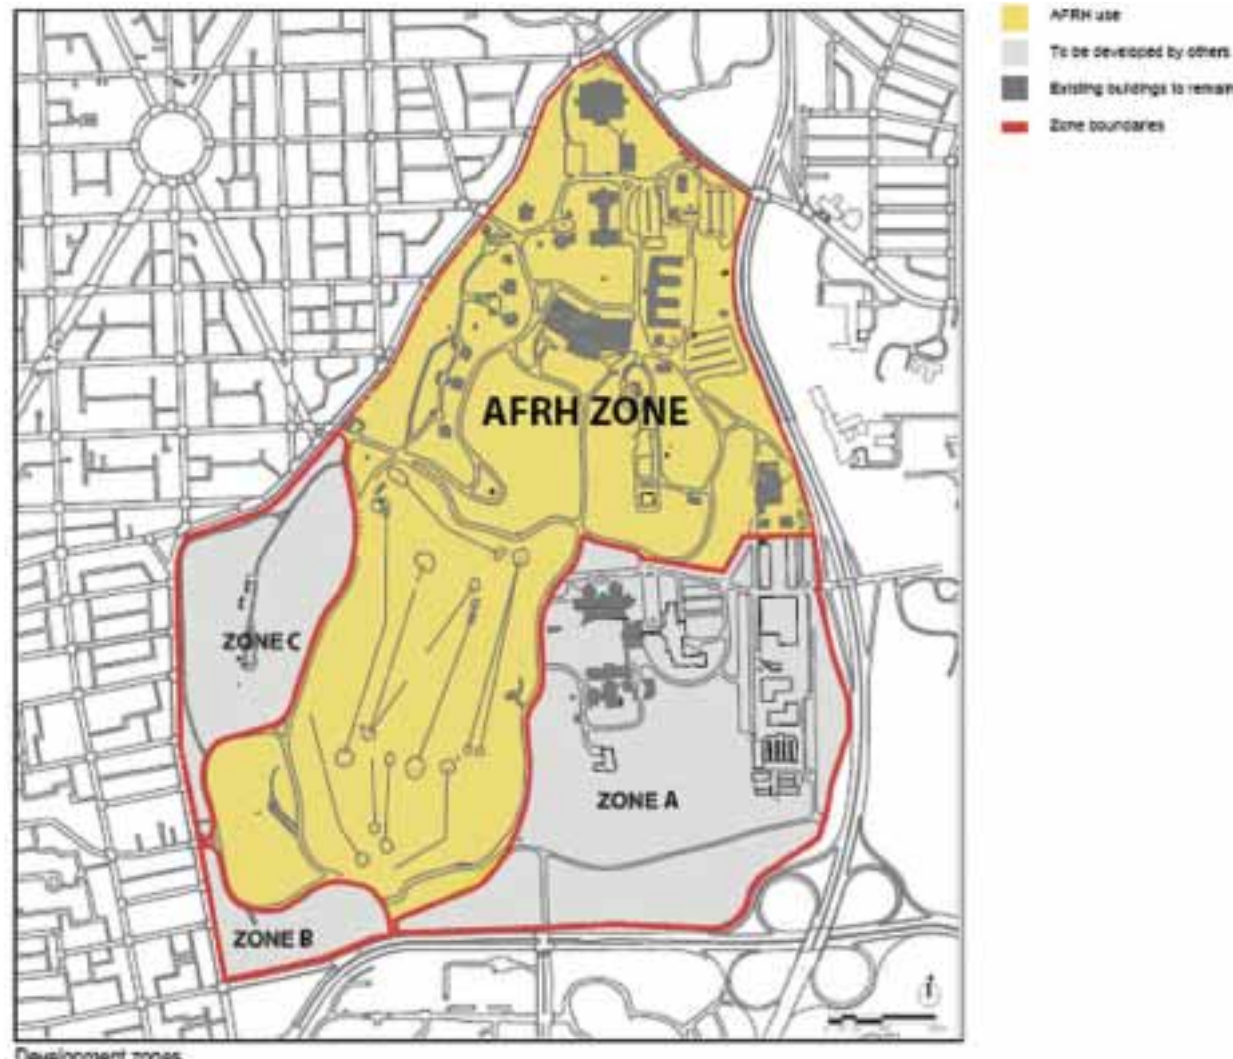 AFRH use
To be developed by others
Existing buildings to remain
Zone boundaries
AFRH ZONE
ZONE C
ZONE A
ZONE B
Development zones